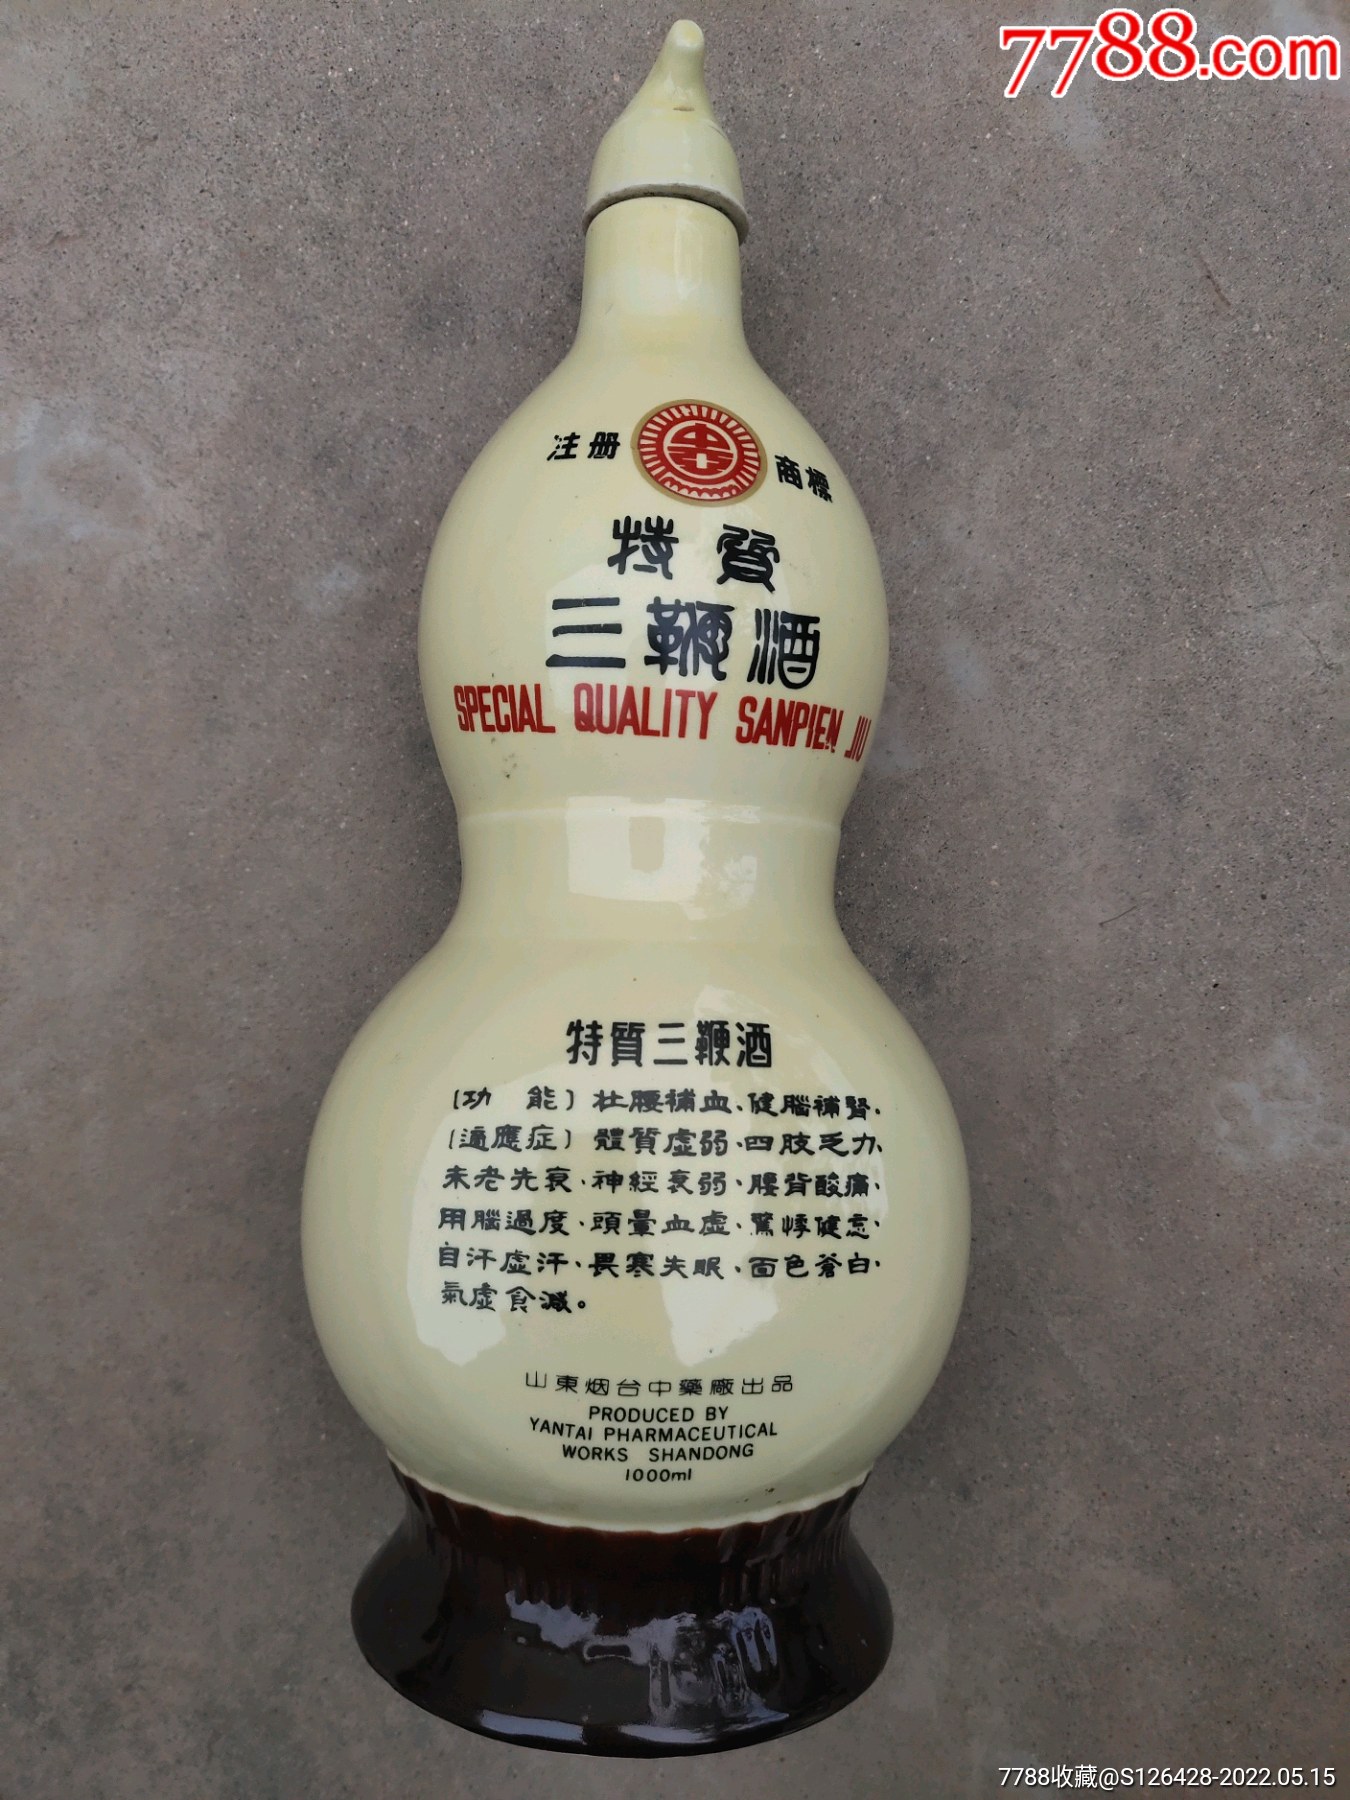 7788.com
注册 商標
特質
三鞭酒
SPECIAL QUALITY SANPIEN JIU
特質三鞭酒
〔功 能〕壯腰補血、健腦補腎、
〔適應症〕體質虛弱、四肢乏力、
未老先衰、神經衰弱、腰背酸痛、
用腦過度、頭暈血虛、驚悸健忘、
自汗虛汗、畏寒失眠、面色蒼白、
氣虛食減。
山東烟台中藥廠出品
PRODUCED BY
YANTAI PHARMACEUTICAL
WORKS SHANDONG
1000ml
7788收藏@S126428-2022.05.15